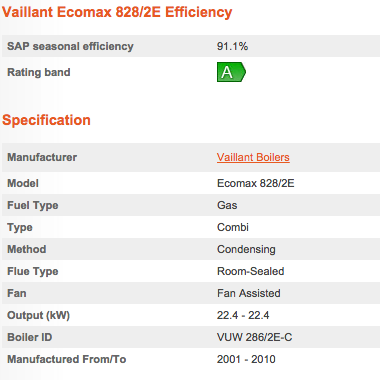 Vaillant Ecomax 828/2E Efficiency
SAP seasonal efficiency 91.1%
Rating band A
Specification
Manufacturer Vaillant Boilers
Model Ecomax 828/2E
Fuel Type Gas
Type Combi
Method Condensing
Flue Type Room-Sealed
Fan Fan Assisted
Output (kW) 22.4 - 22.4
Boiler ID VUW 286/2E-C
Manufactured From/To 2001 - 2010